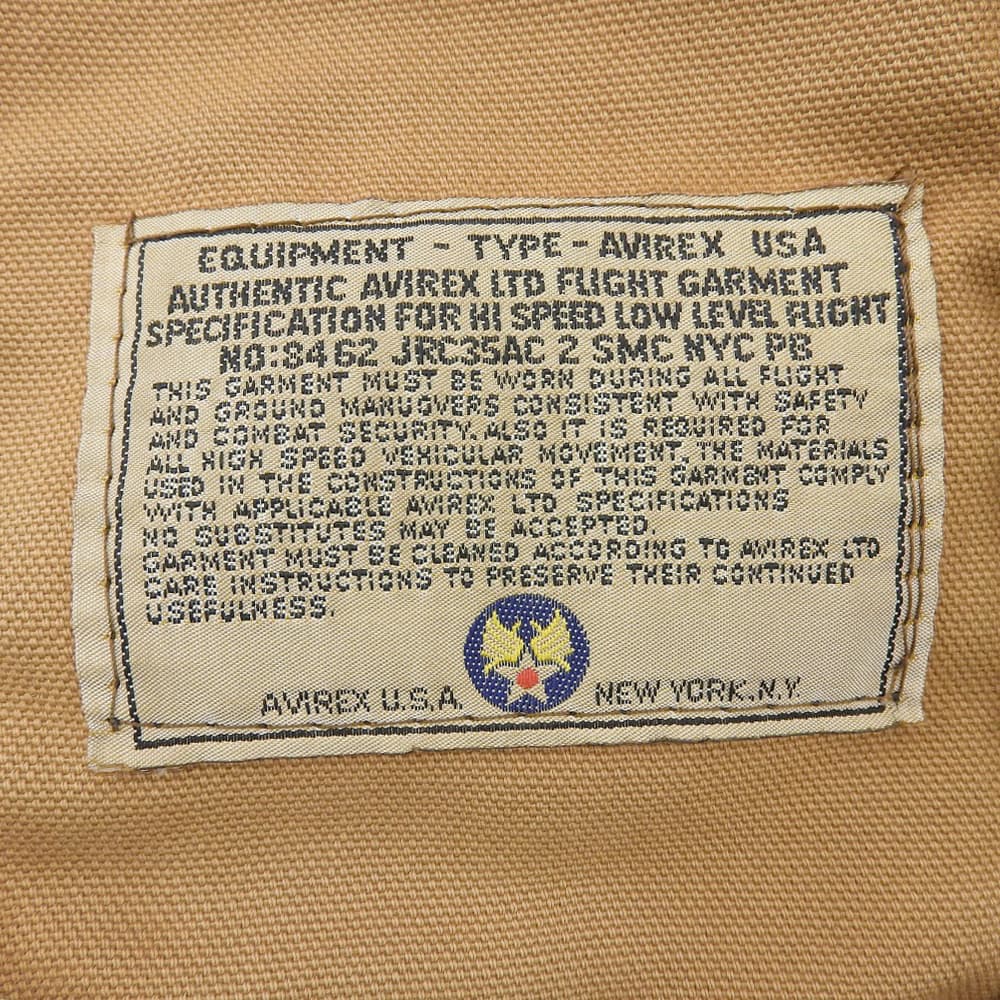 EQUIPMENT - TYPE - AVIREX USA
AUTHENTIC AVIREX LTD FLIGHT GARMENT
SPECIFICATION FOR HI SPEED LOW LEVEL FLIGHT
NO:3462 JRC35AC 2 SMC NYC PB
THIS GARMENT MUST BE WORN DURING ALL FLIGHT
AND GROUND MANUOVERS CONSISTENT WITH SAFETY
AND COMBAT SECURITY. ALSO IT IS REQUIRED FOR
ALL HIGH SPEED VEHICULAR MOVEMENT. THE MATERIALS
USED IN THE CONSTRUCTIONS OF THIS GARMENT COMPLY
WITH APPLICABLE AVIREX LTD SPECIFICATIONS
NO SUBSTITUTES MAY BE ACCEPTED.
GARMENT MUST BE CLEANED ACCORDING TO AVIREX LTD
CARE INSTRUCTIONS TO PRESERVE THEIR CONTINUED
USEFULNESS.
AVIREX U.S.A. NEW YORK.N.Y.